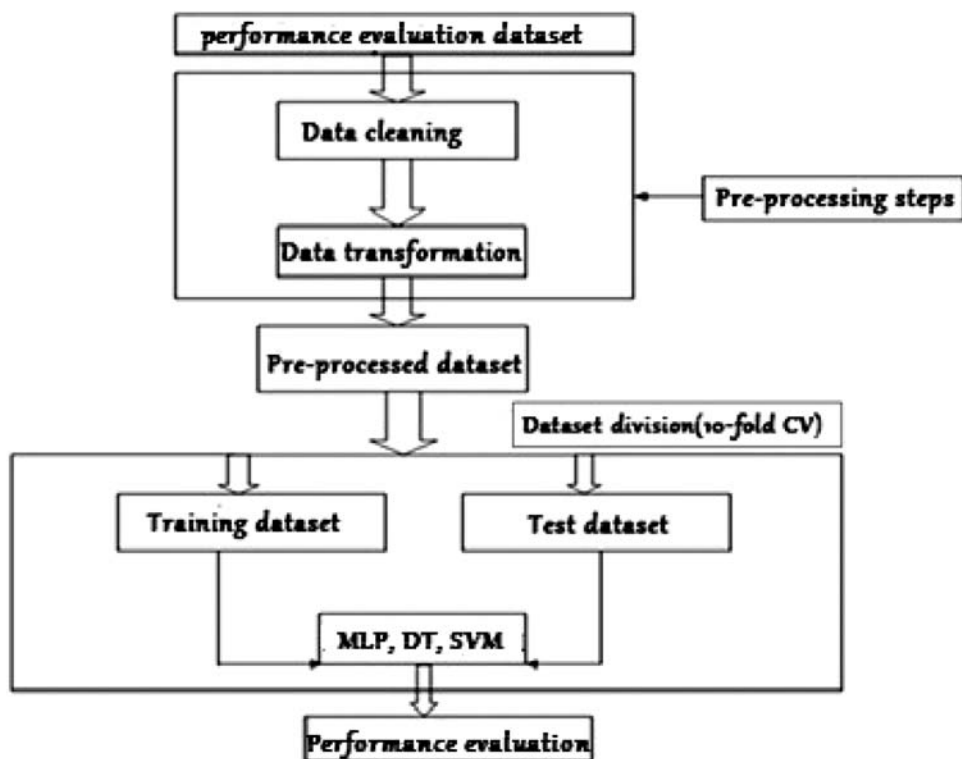 performance evaluation dataset
Data cleaning
Pre-processing steps
Data transformation
Pre-processed dataset
Dataset division(10-fold CV)
Training dataset
Test dataset
MLP, DT, SVM
Performance evaluation